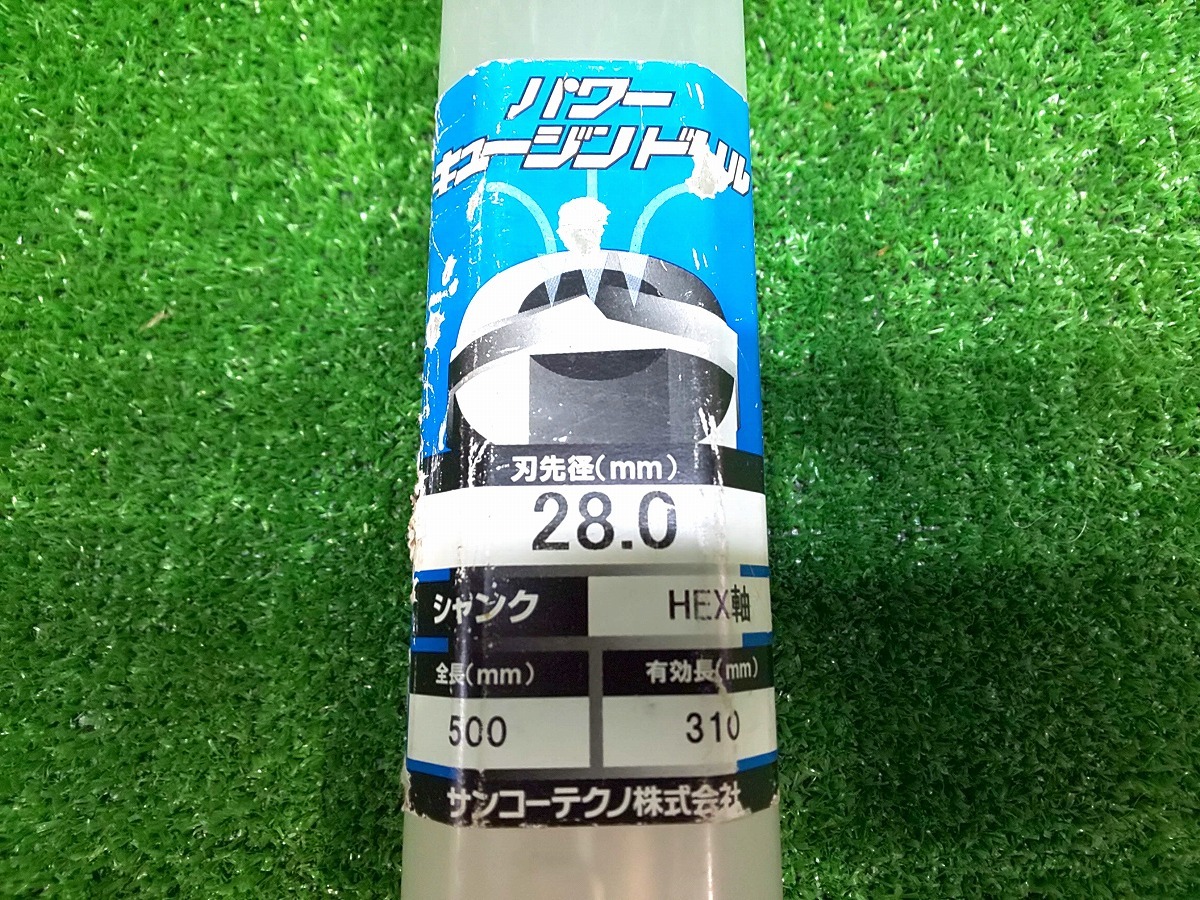 パワー
キュージンドリル
刃先径(mm)
28.0
シャンク HEX軸
全長(mm) 有効長(mm)
500 310
サンコーテクノ株式会社